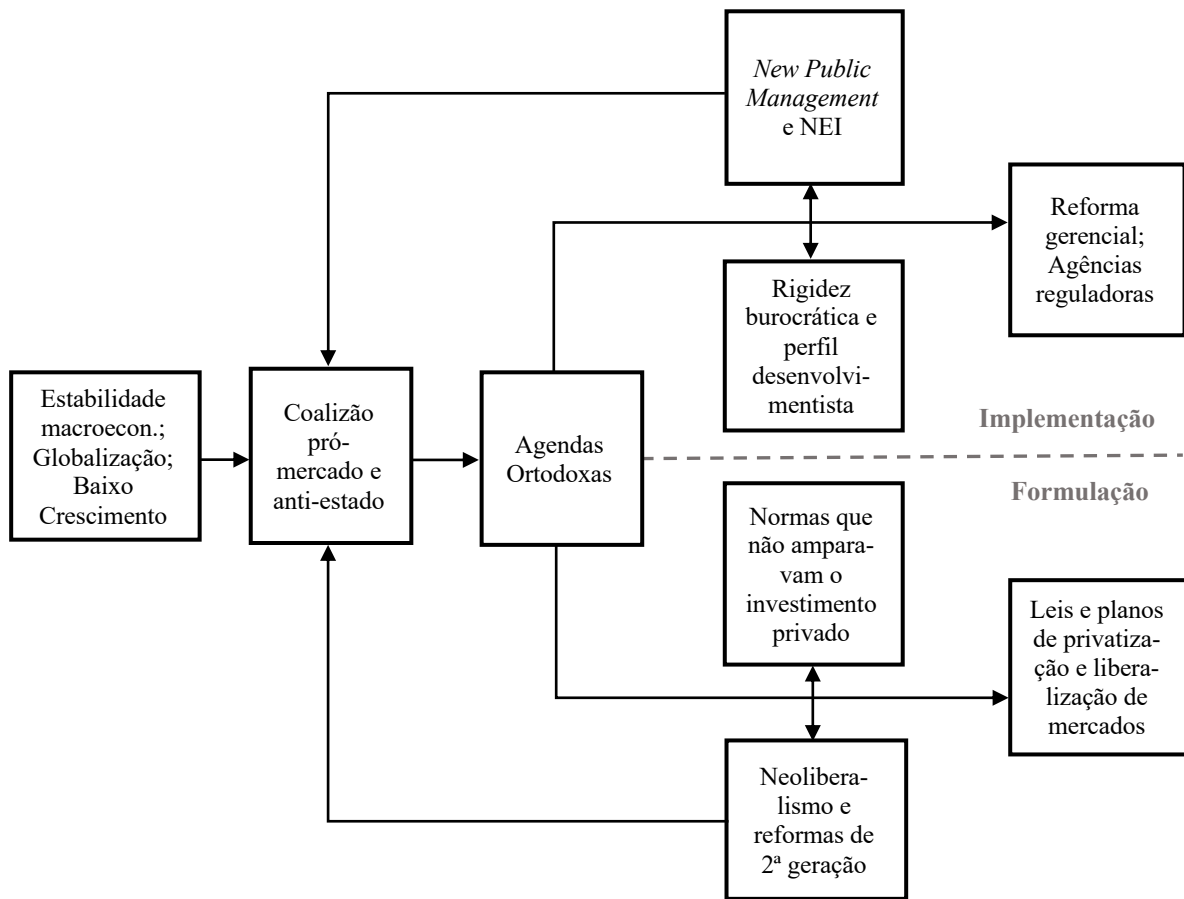 New Public
Management
e NEI
Reforma
gerencial;
Agências
reguladoras
Rigidez
burocrática e
perfil
desenvolvi-
mentista
Estabilidade
macroecon.;
Globalização;
Baixo
Crescimento
Coalizão
pró-
mercado e
anti-estado
Agendas
Ortodoxas
Implementação
Formulação
Normas que
não ampara-
vam o
investimento
privado
Leis e planos
de privatiza-
ção e libera-
lização de
mercados
Neolibera-
lismo e
reformas de
2ª geração